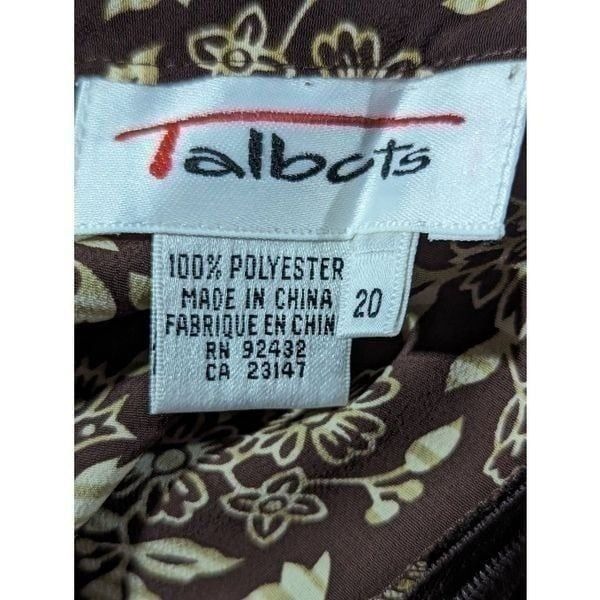 Talbots
100% POLYESTER
MADE IN CHINA
FABRIQUE EN CHIN
RN 92432
CA 23147
20